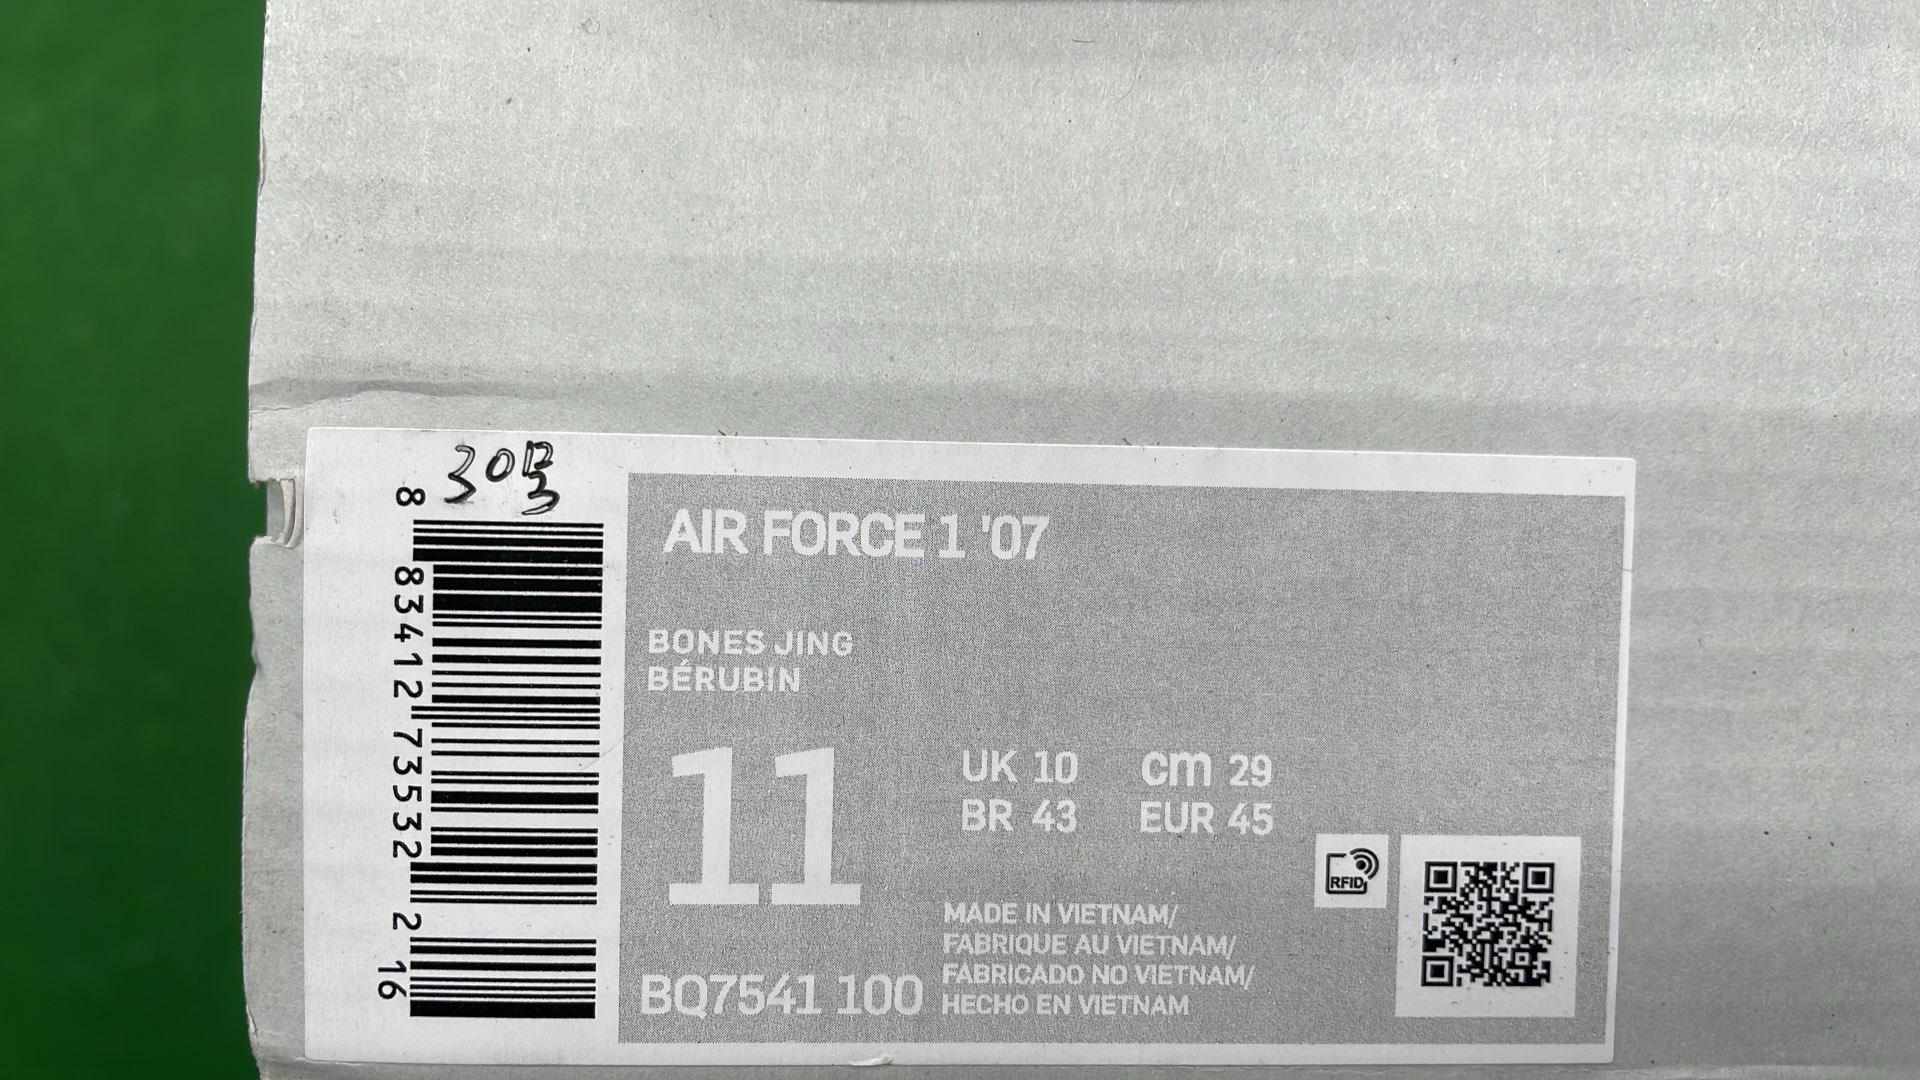 30
8 83412 73532 2 16
AIR FORCE 1 '07
BONES JING
BÉRUBIN
11
UK 10 cm 29
BR 43 EUR 45
RFID
MADE IN VIETNAM/
FABRIQUE AU VIETNAM/
FABRICADO NO VIETNAM/
HECHO EN VIETNAM
BQ7541 100